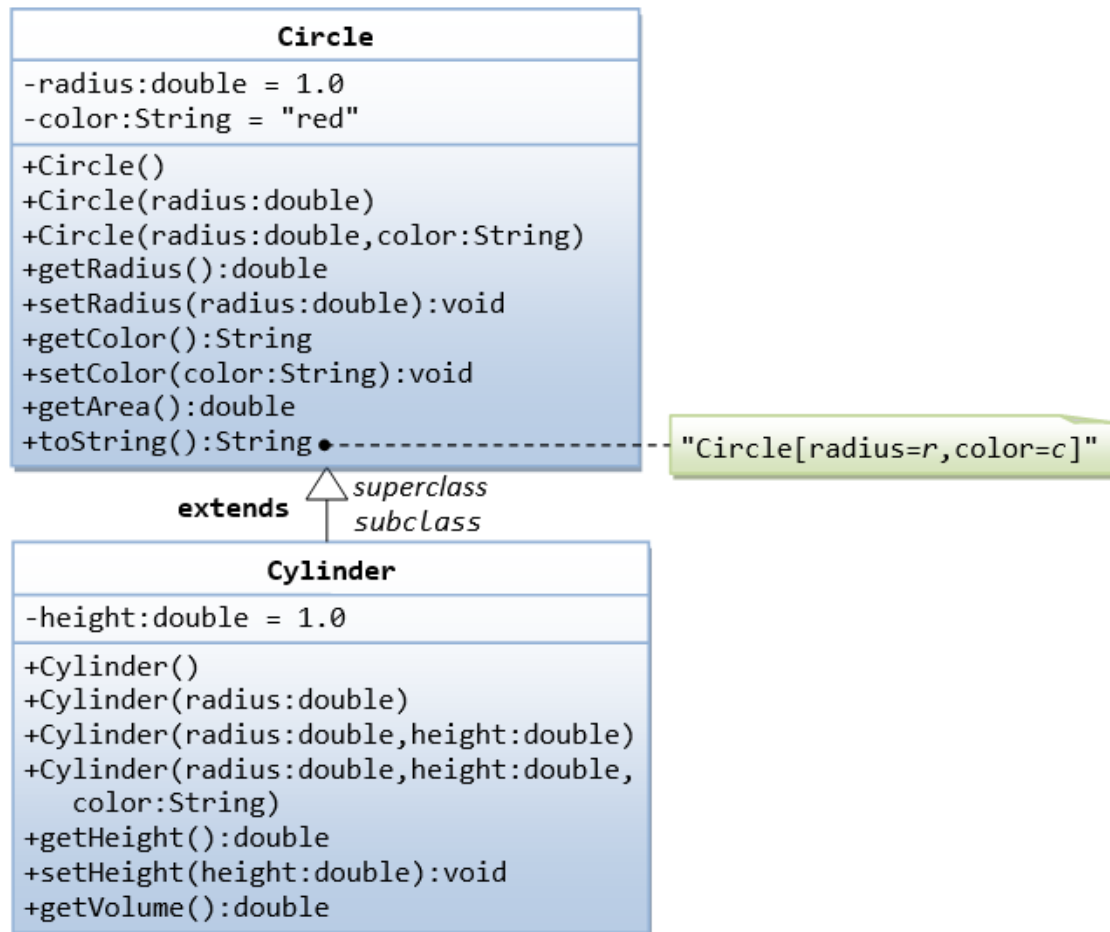 Circle
-radius:double = 1.0
-color:String = "red"
+Circle()
+Circle(radius:double)
+Circle(radius:double,color:String)
+getRadius():double
+setRadius(radius:double):void
+getColor():String
+setColor(color:String):void
+getArea():double
+toString():String
"Circle[radius=r,color=c]"
superclass
extends
subclass
Cylinder
-height:double = 1.0
+Cylinder()
+Cylinder(radius:double)
+Cylinder(radius:double,height:double)
+Cylinder(radius:double,height:double,
color:String)
+getHeight():double
+setHeight(height:double):void
+getVolume():double